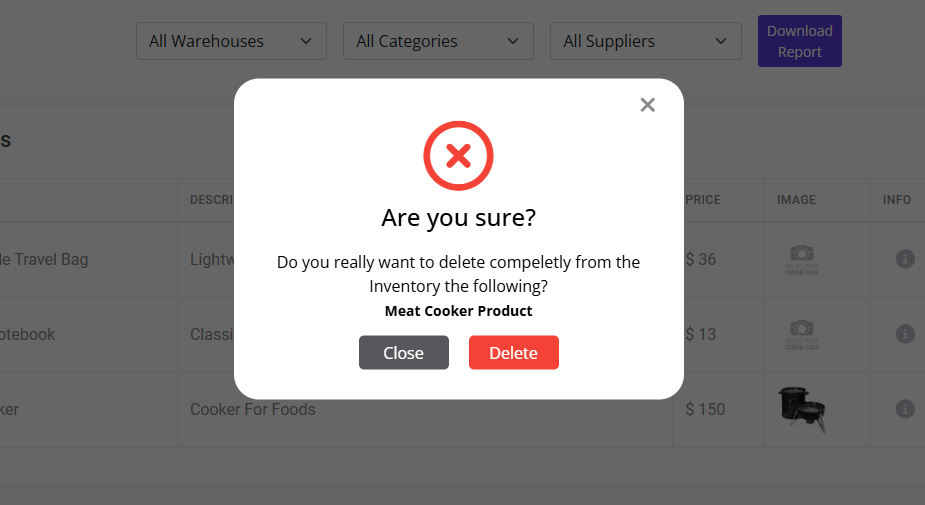 All Warehouses
All Categories
All Suppliers
Download
Report
s
DESCRI
PRICE
IMAGE
INFO
le Travel Bag
Lightw
$ 36
otebook
Classi
$ 13
ker
Cooker For Foods
$ 150
Are you sure?
Do you really want to delete compeletly from the
Inventory the following?
Meat Cooker Product
Close
Delete